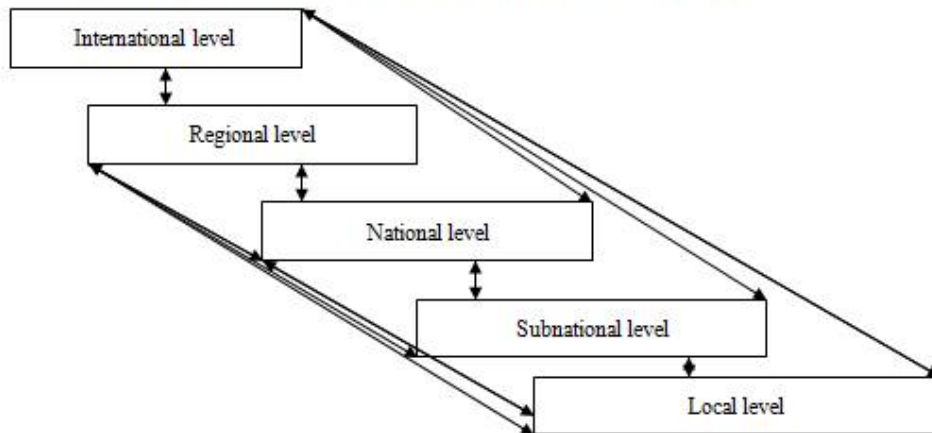 International level
Regional level
National level
Subnational level
Local level